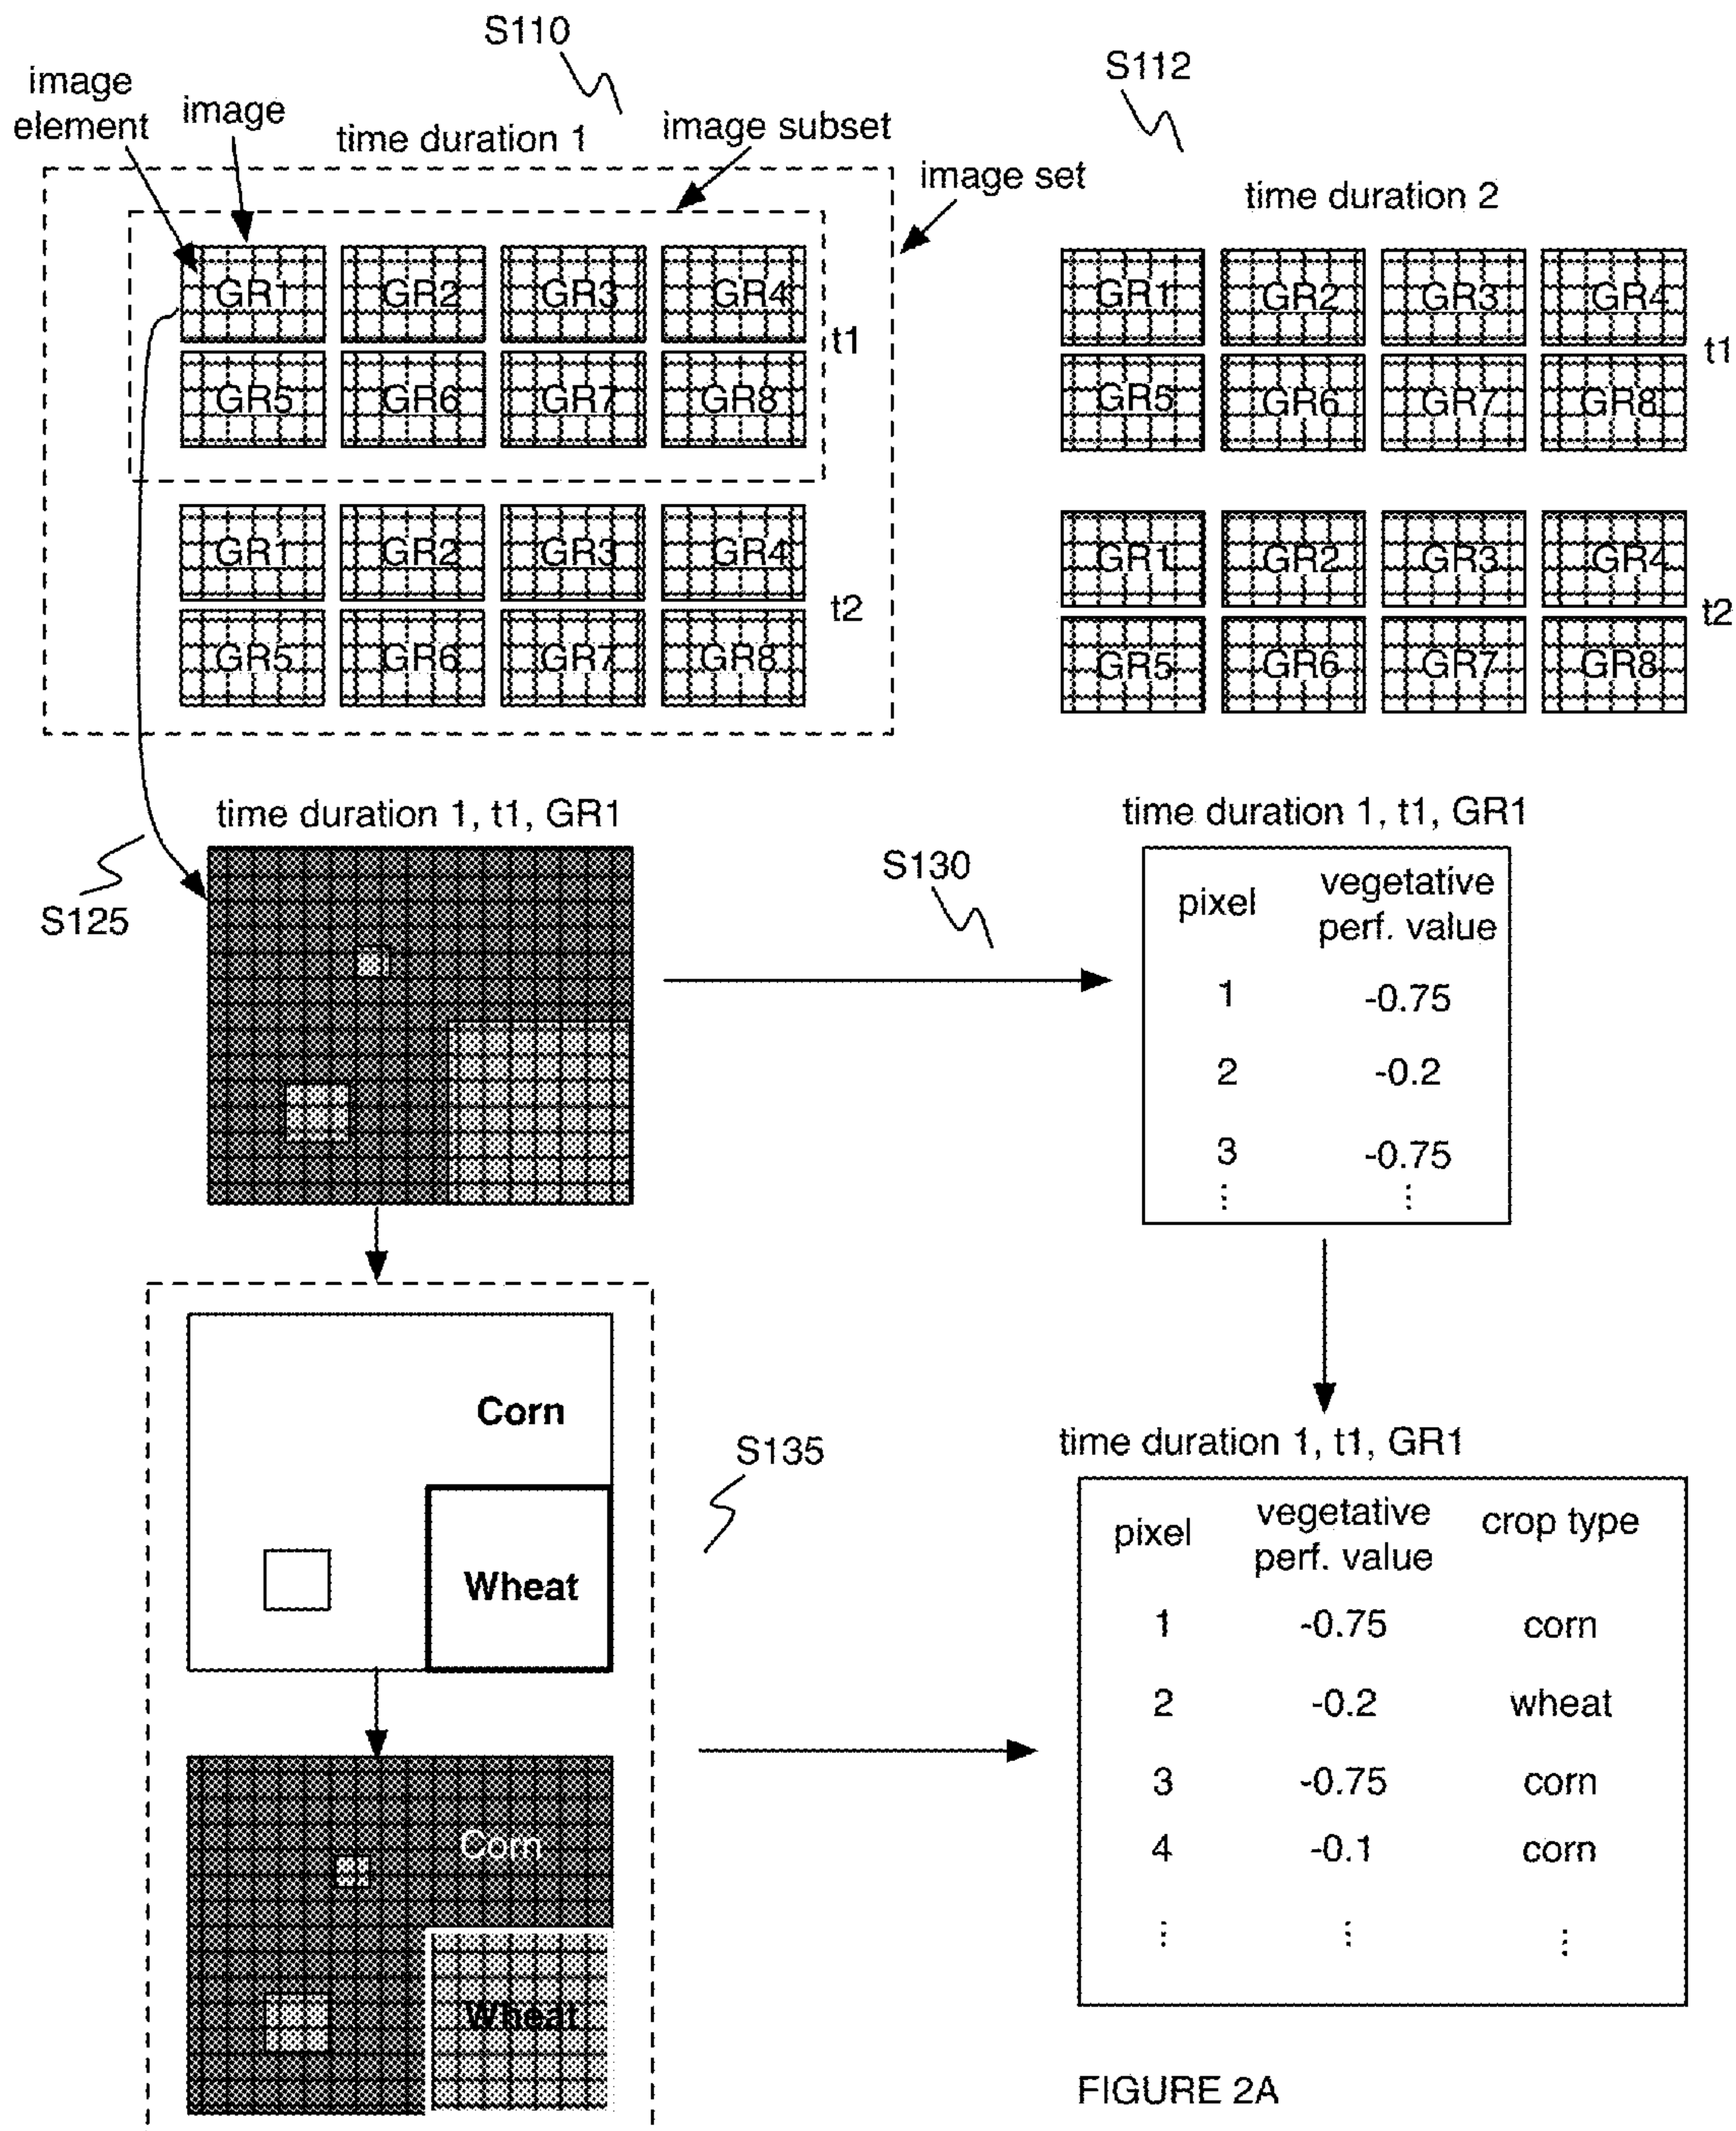 S110
S112
image
element
image
time duration 1
image subset
image set
time duration 2
GR1 GR2 GR3 GR4
t1
GR5 GR6 GR7 GR8
GR1 GR2 GR3 GR4
t2
GR5 GR6 GR7 GR8
GR1 GR2 GR3 GR4
t1
GR5 GR6 GR7 GR8
GR1 GR2 GR3 GR4
t2
GR5 GR6 GR7 GR8
time duration 1, t1, GR1
S125
S130
time duration 1, t1, GR1
pixel vegetative
perf. value
1 -0.75
2 -0.2
3 -0.75
⋮ ⋮
Corn
Wheat
S135
Corn
Wheat
time duration 1, t1, GR1
pixel vegetative
perf. value crop type
1 -0.75 corn
2 -0.2 wheat
3 -0.75 corn
4 -0.1 corn
⋮ ⋮ ⋮
FIGURE 2A